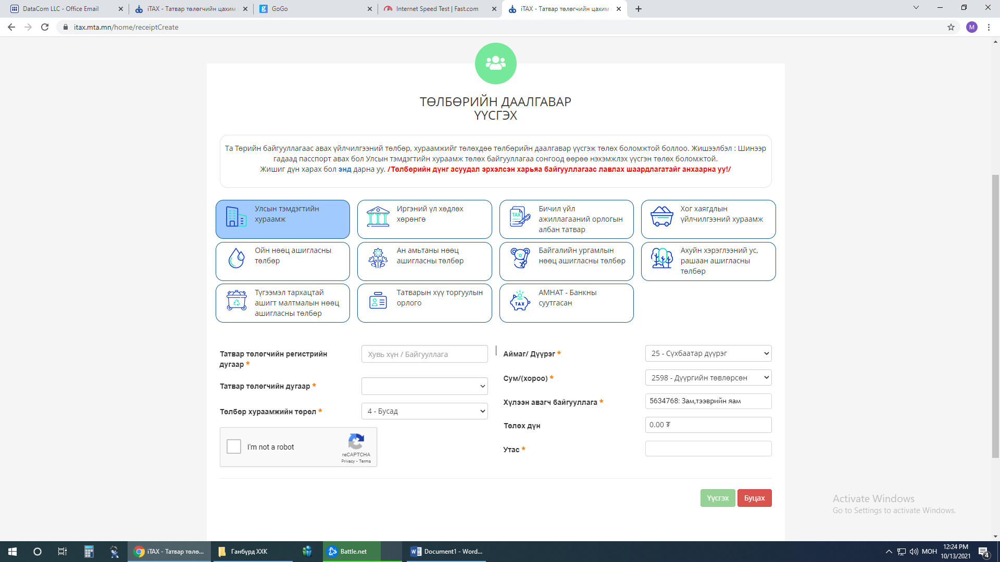 DataCom LLC - Office Email
iTAX - Татвар төлөгчийн цахим
GoGo
Internet Speed Test | Fast.com
iTAX - Татвар төлөгчийн цахим
itax.mta.mn/home/receiptCreate
M
ТӨЛБӨРИЙН ДААЛГАВАР
ҮҮСГЭХ
Та Төрийн байгууллагаас авах үйлчилгээний төлбөр, хураамжийг төлөхдөө төлбөрийн даалгавар үүсгэж төлөх боломжтой боллоо. Жишээлбэл : Шинээр
гадаад пасспорт авах бол Улсын тэмдэгтийн хураамж төлөх байгууллагаа сонгоод өөрөө нэхэмжлэх үүсгэн төлөх боломжтой.
Жишиг дүн харах бол энд дарна уу. /Төлбөрийн дүнг асуудал эрхэлсэн харьяа байгууллагаас лавлах шаардлагатайг анхаарна уу!/
Улсын тэмдэгтийн
хураамж
Иргэний үл хөдлөх
хөрөнгө
Бичил үйл
ажиллагааний орлогын
албан татвар
Хог хаягдлын
үйлчилгээний хураамж
Ойн нөөц ашигласны
төлбөр
Ан амьтаны нөөц
ашигласны төлбөр
Байгалийн ургамлын
нөөц ашигласны төлбөр
Ахуйн хэрэглээний ус,
рашаан ашигласны
төлбөр
Түгээмэл тархацтай
ашигт малтмалын нөөц
ашигласны төлбөр
Татварын хүү торгуулын
орлого
АМНАТ - Банкны
суутгасан
TAX
TAX
Татвар төлөгчийн регистрийн
дугаар *
Хувь хүн / Байгууллага
Татвар төлөгчийн дугаар *
Төлбөр хураамжийн төрөл *
4 - Бусад
I'm not a robot
reCAPTCHA
Privacy - Terms
Аймаг/ Дүүрэг *
25 - Сүхбаатар дүүрэг
Сум/(хороо) *
2598 - Дүүргийн төвлөрсөн
Хүлээн авагч байгууллага *
5634768: Зам,тээврийн яам
Төлөх дүн
0.00 ₮
Утас *
Үүсгэх
Буцах
Activate Windows
Go to Settings to activate Windows.
iTAX - Татвар төлө...
Ганбүрд ХХК
Battle.net
Document1 - Word...
МОН
12:24 PM
10/13/2021
4